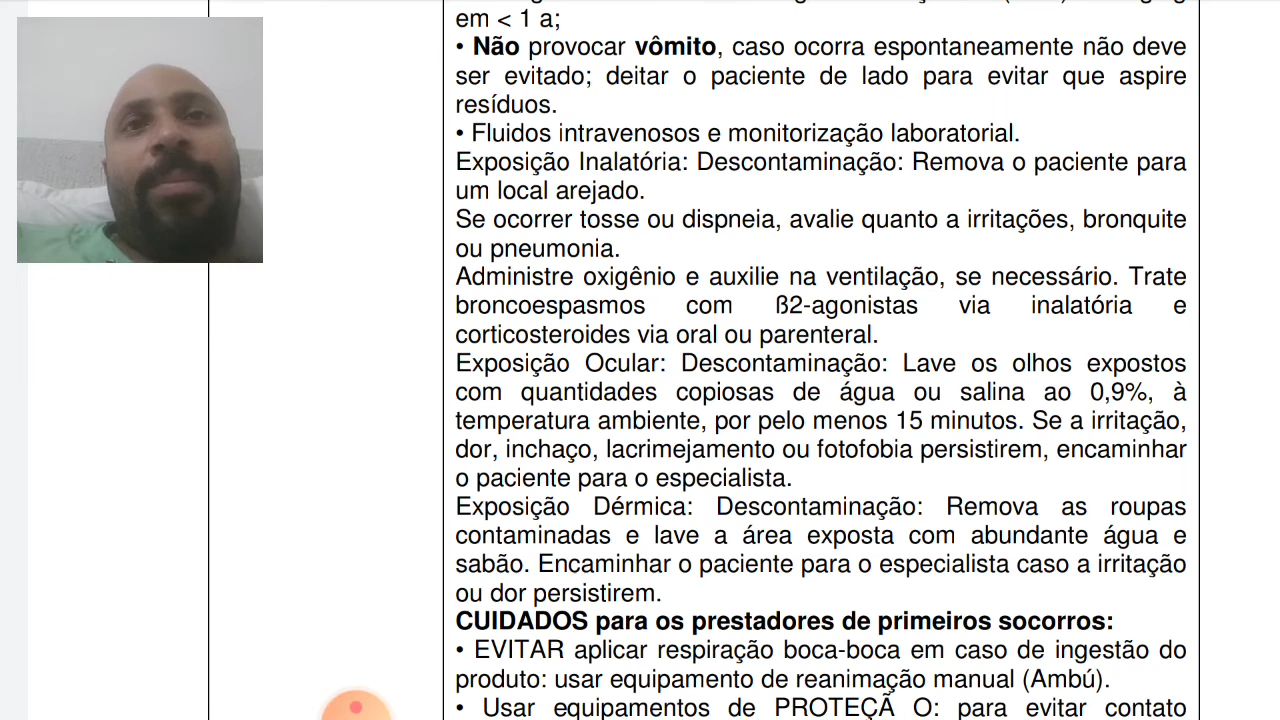 em < 1 a;
• Não provocar vômito, caso ocorra espontaneamente não deve
ser evitado; deitar o paciente de lado para evitar que aspire
resíduos.
• Fluidos intravenosos e monitorização laboratorial.
Exposição Inalatória: Descontaminação: Remova o paciente para
um local arejado.
Se ocorrer tosse ou dispneia, avalie quanto a irritações, bronquite
ou pneumonia.
Administre oxigênio e auxilie na ventilação, se necessário. Trate
broncoespasmos com ß2-agonistas via inalatória e
corticosteroides via oral ou parenteral.
Exposição Ocular: Descontaminação: Lave os olhos expostos
com quantidades copiosas de água ou salina ao 0,9%, à
temperatura ambiente, por pelo menos 15 minutos. Se a irritação,
dor, inchaço, lacrimejamento ou fotofobia persistirem, encaminhar
o paciente para o especialista.
Exposição Dérmica: Descontaminação: Remova as roupas
contaminadas e lave a área exposta com abundante água e
sabão. Encaminhar o paciente para o especialista caso a irritação
ou dor persistirem.
CUIDADOS para os prestadores de primeiros socorros:
• EVITAR aplicar respiração boca-boca em caso de ingestão do
produto: usar equipamento de reanimação manual (Ambú).
• Usar equipamentos de PROTEÇÃ O: para evitar contato